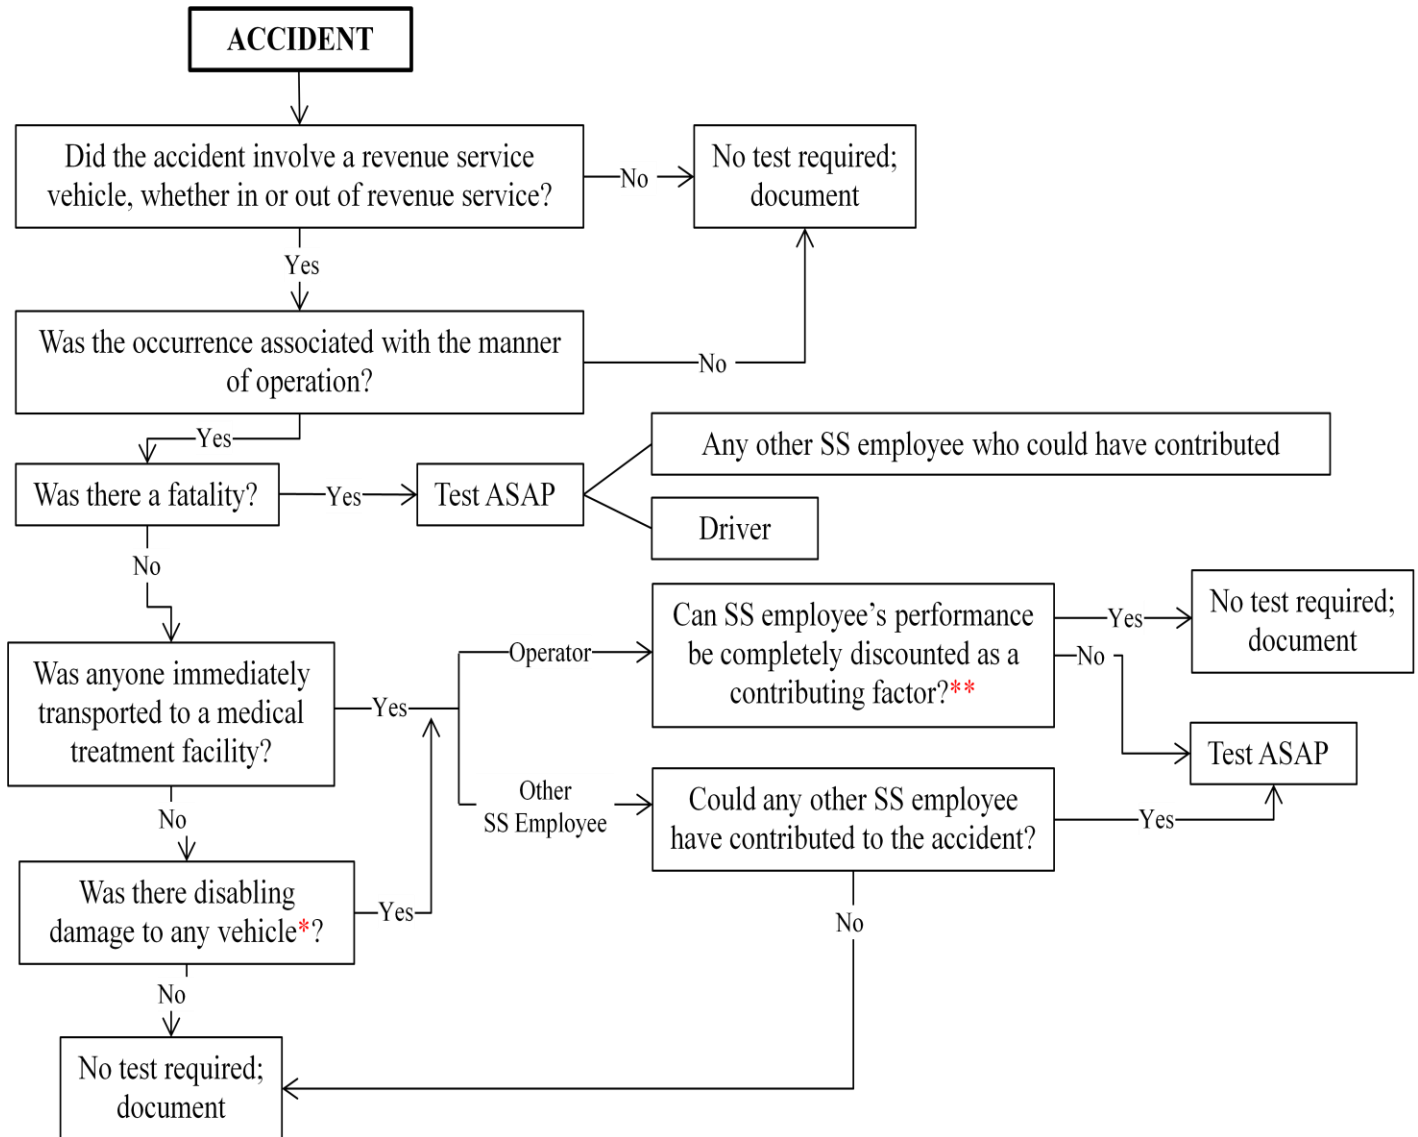 ACCIDENT
Did the accident involve a revenue service
vehicle, whether in or out of revenue service?
No
No test required;
document
Yes
Was the occurrence associated with the manner
of operation?
No
Yes
Was there a fatality?
Yes
Test ASAP
Any other SS employee who could have contributed
Driver
No
Was anyone immediately
transported to a medical
treatment facility?
Yes
Operator
Can SS employee’s performance
be completely discounted as a
contributing factor?**
Yes
No test required;
document
No
Test ASAP
Other
SS Employee
Could any other SS employee
have contributed to the accident?
Yes
No
No
Was there disabling
damage to any vehicle*?
Yes
No
No test required;
document